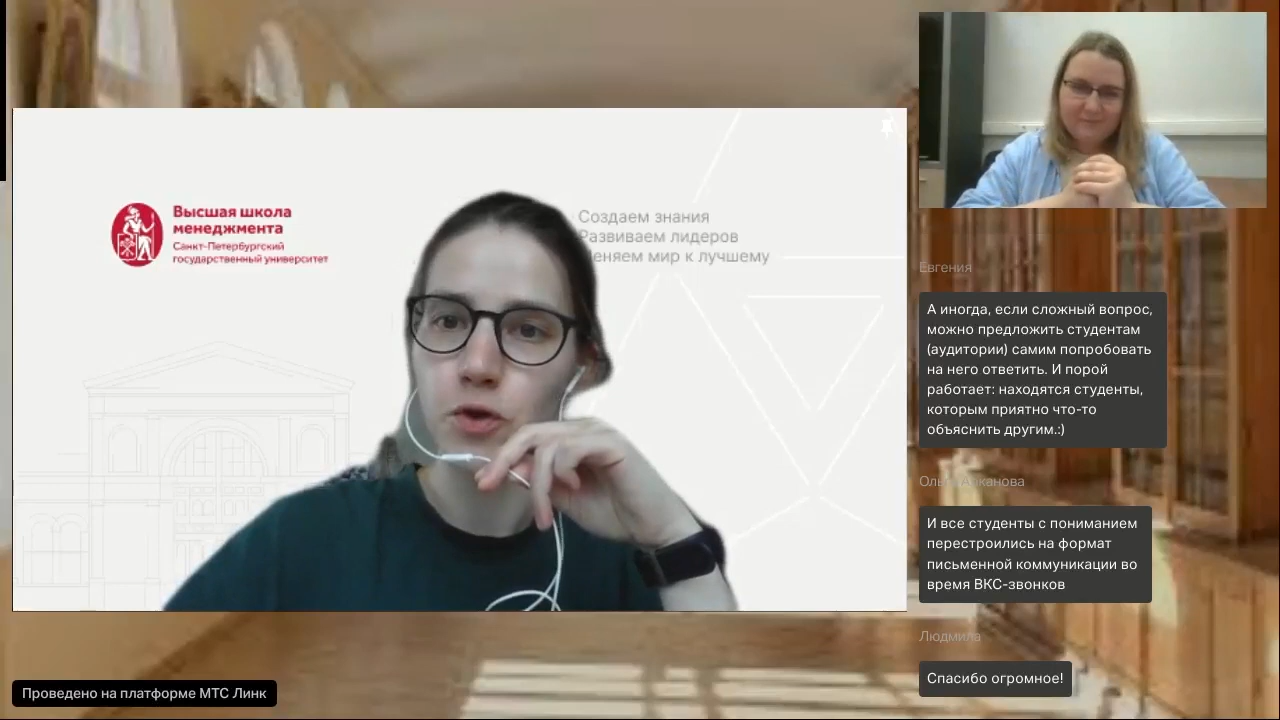 Высшая школа
менеджмента
Санкт-Петербургский
государственный университет
Создаем знания
Развиваем лидеров
еняем мир к лучшему
Евгения
А иногда, если сложный вопрос,
можно предложить студентам
(аудитории) самим попробовать
на него ответить. И порой
работает: находятся студенты,
которым приятно что-то
объяснить другим.:)
Ольга Арканова
И все студенты с пониманием
перестроились на формат
письменной коммуникации во
время ВКС-звонков
Людмила
Спасибо огромное!
Проведено на платформе МТС Линк